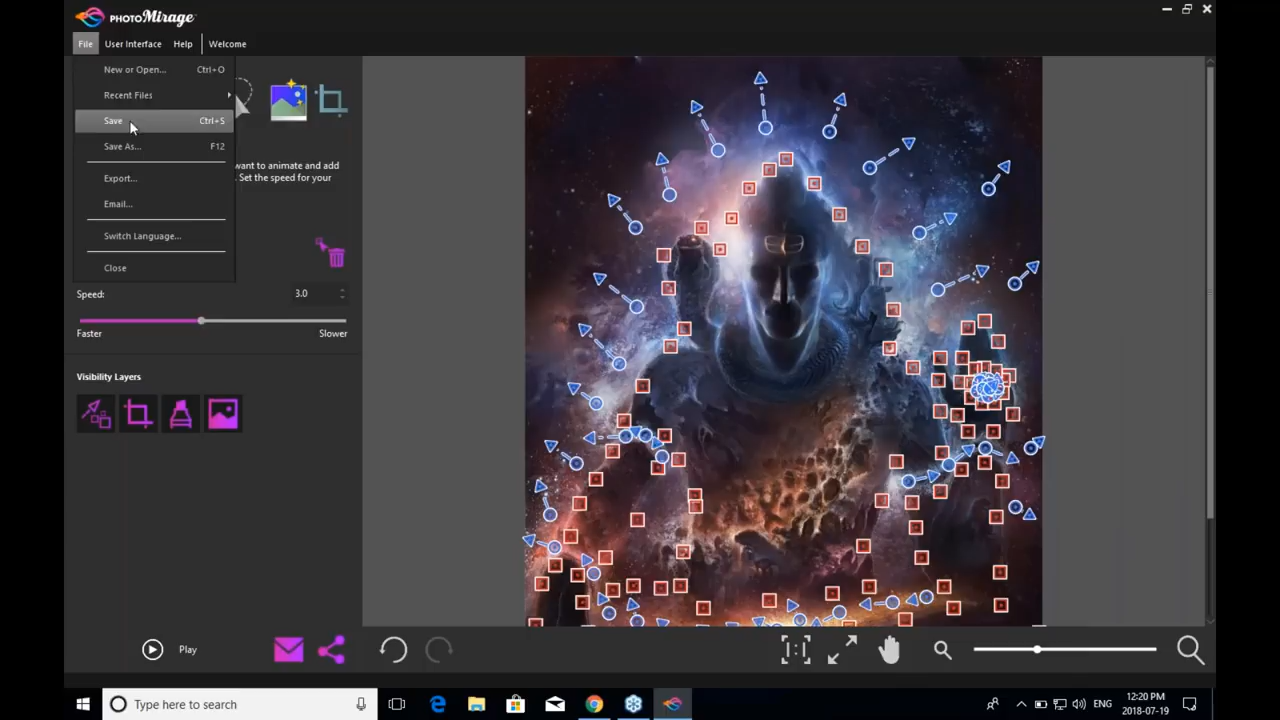 PHOTOMirage™
File User Interface Help Welcome
New or Open... Ctrl+O
Recent Files
Save Ctrl+S
Save As... F12
want to animate and add
. Set the speed for your
Export...
Email...
Switch Language...
Close
Speed: 3.0
Faster Slower
Visibility Layers
Play
[1:1]
Type here to search
ENG
12:20 PM
2018-07-19